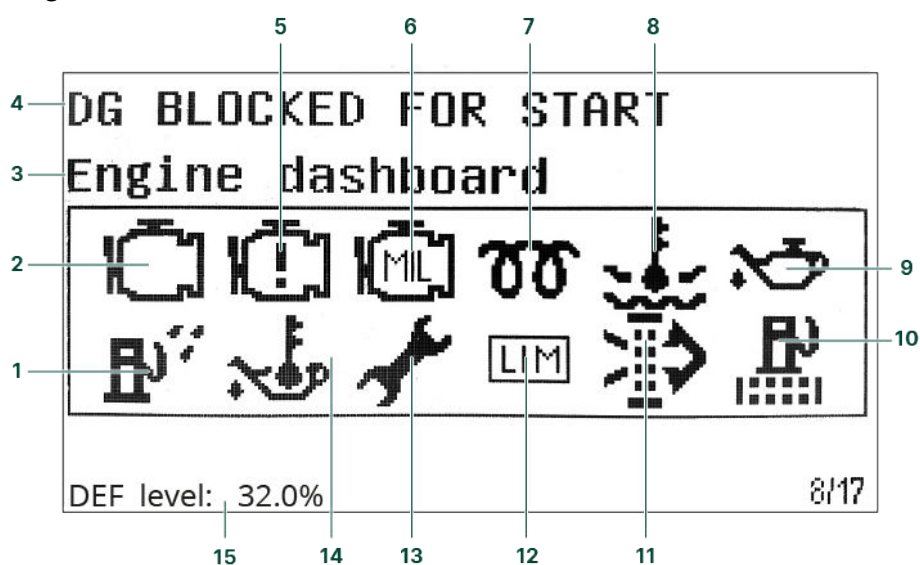 5 6 7 8
4 DG BLOCKED FOR START
3 Engine dashboard
2 MIL 9
1 LIM 10
DEF level: 32.0% 8/17
15 14 13 12 11